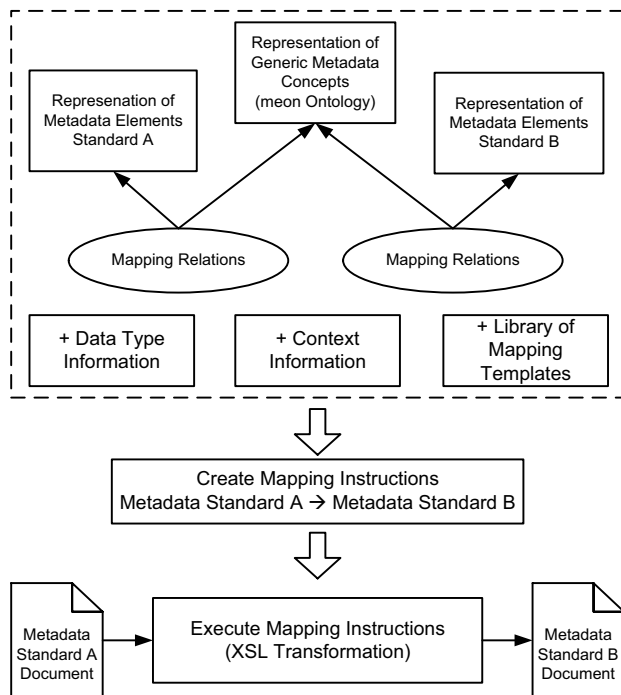 Representation of
Generic Metadata
Concepts
(meon Ontology)
Represenation of
Metadata Elements
Standard A
Representation of
Metadata Elements
Standard B
Mapping Relations
Mapping Relations
+ Data Type
Information
+ Context
Information
+ Library of
Mapping
Templates
Create Mapping Instructions
Metadata Standard A → Metadata Standard B
Metadata
Standard A
Document
Execute Mapping Instructions
(XSL Transformation)
Metadata
Standard B
Document